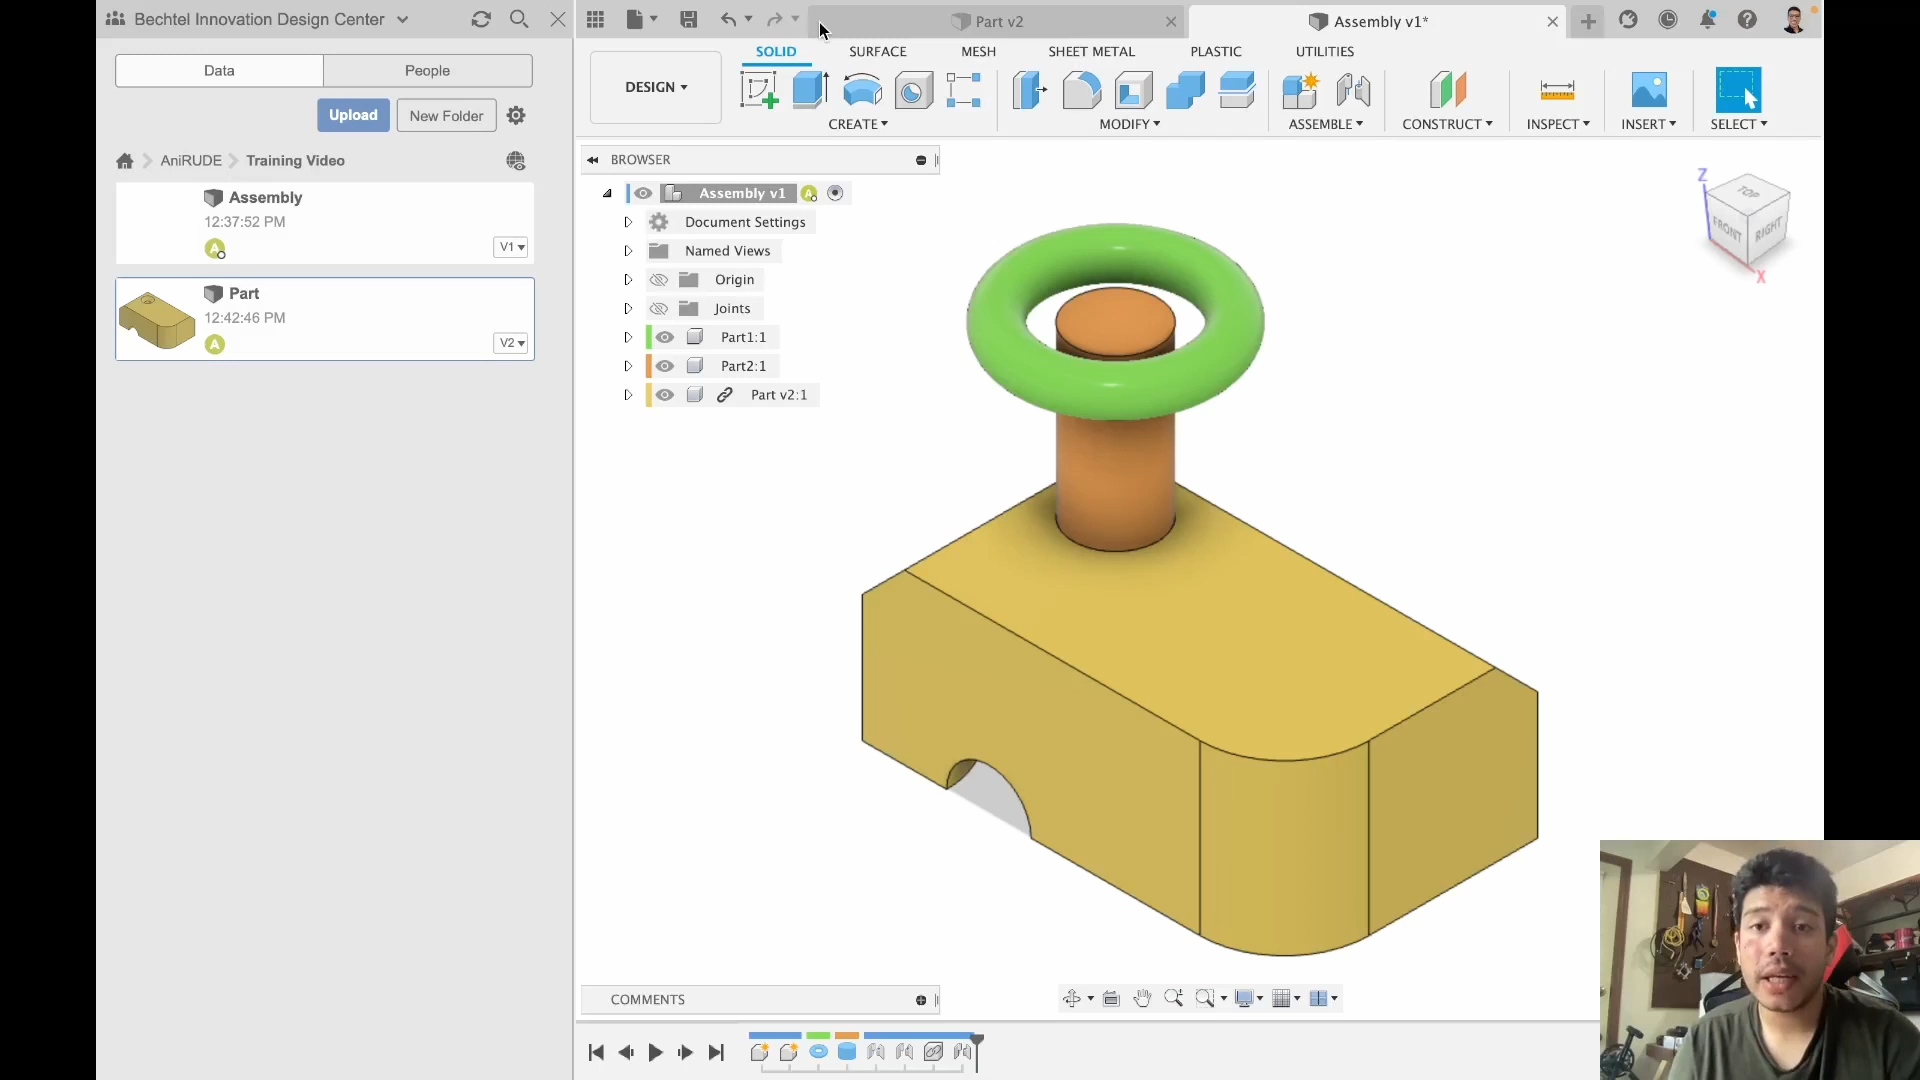 Bechtel Innovation Design Center
Part v2
Assembly v1*
Data
People
Upload
New Folder
AniRUDE
Training Video
Assembly
12:37:52 PM
A
V1
Part
12:42:46 PM
A
V2
SOLID
SURFACE
MESH
SHEET METAL
PLASTIC
UTILITIES
DESIGN
CREATE
MODIFY
ASSEMBLE
CONSTRUCT
INSPECT
INSERT
SELECT
BROWSER
Assembly v1
A
Document Settings
Named Views
Origin
Joints
Part1:1
Part2:1
Part v2:1
Z
TOP
FRONT
RIGHT
X
COMMENTS